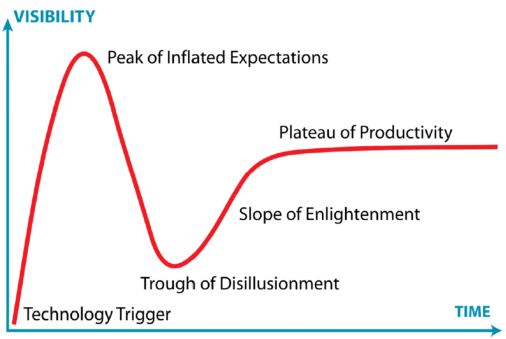 VISIBILITY
Peak of Inflated Expectations
Plateau of Productivity
Slope of Enlightenment
Trough of Disillusionment
Technology Trigger
TIME